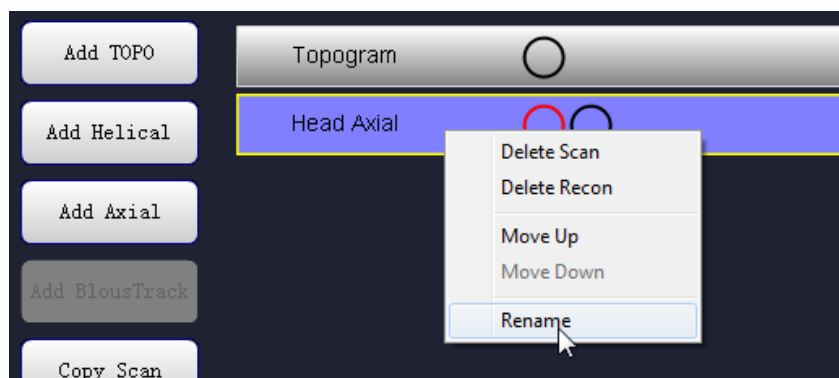 Add TOPO
Topogram
Add Helical
Head Axial
Delete Scan
Delete Recon
Add Axial
Move Up
Move Down
Add BlousTrack
Rename
Copy Scan